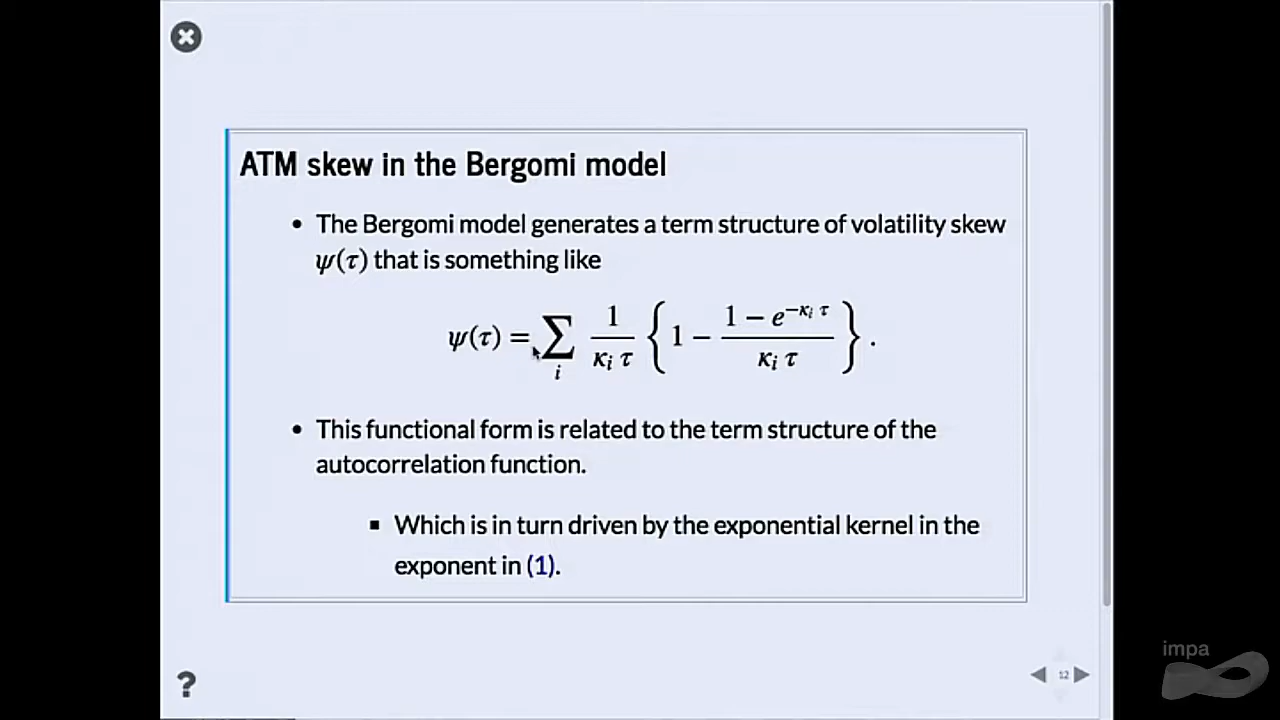 ATM skew in the Bergomi model
• The Bergomi model generates a term structure of volatility skew
ψ(τ) that is something like
ψ(τ) = ∑_i 1/(κ_i τ) {1 − (1 − e^{−κ_i τ})/(κ_i τ)}.
• This functional form is related to the term structure of the
autocorrelation function.
▪ Which is in turn driven by the exponential kernel in the
exponent in (1).
impa
?
12